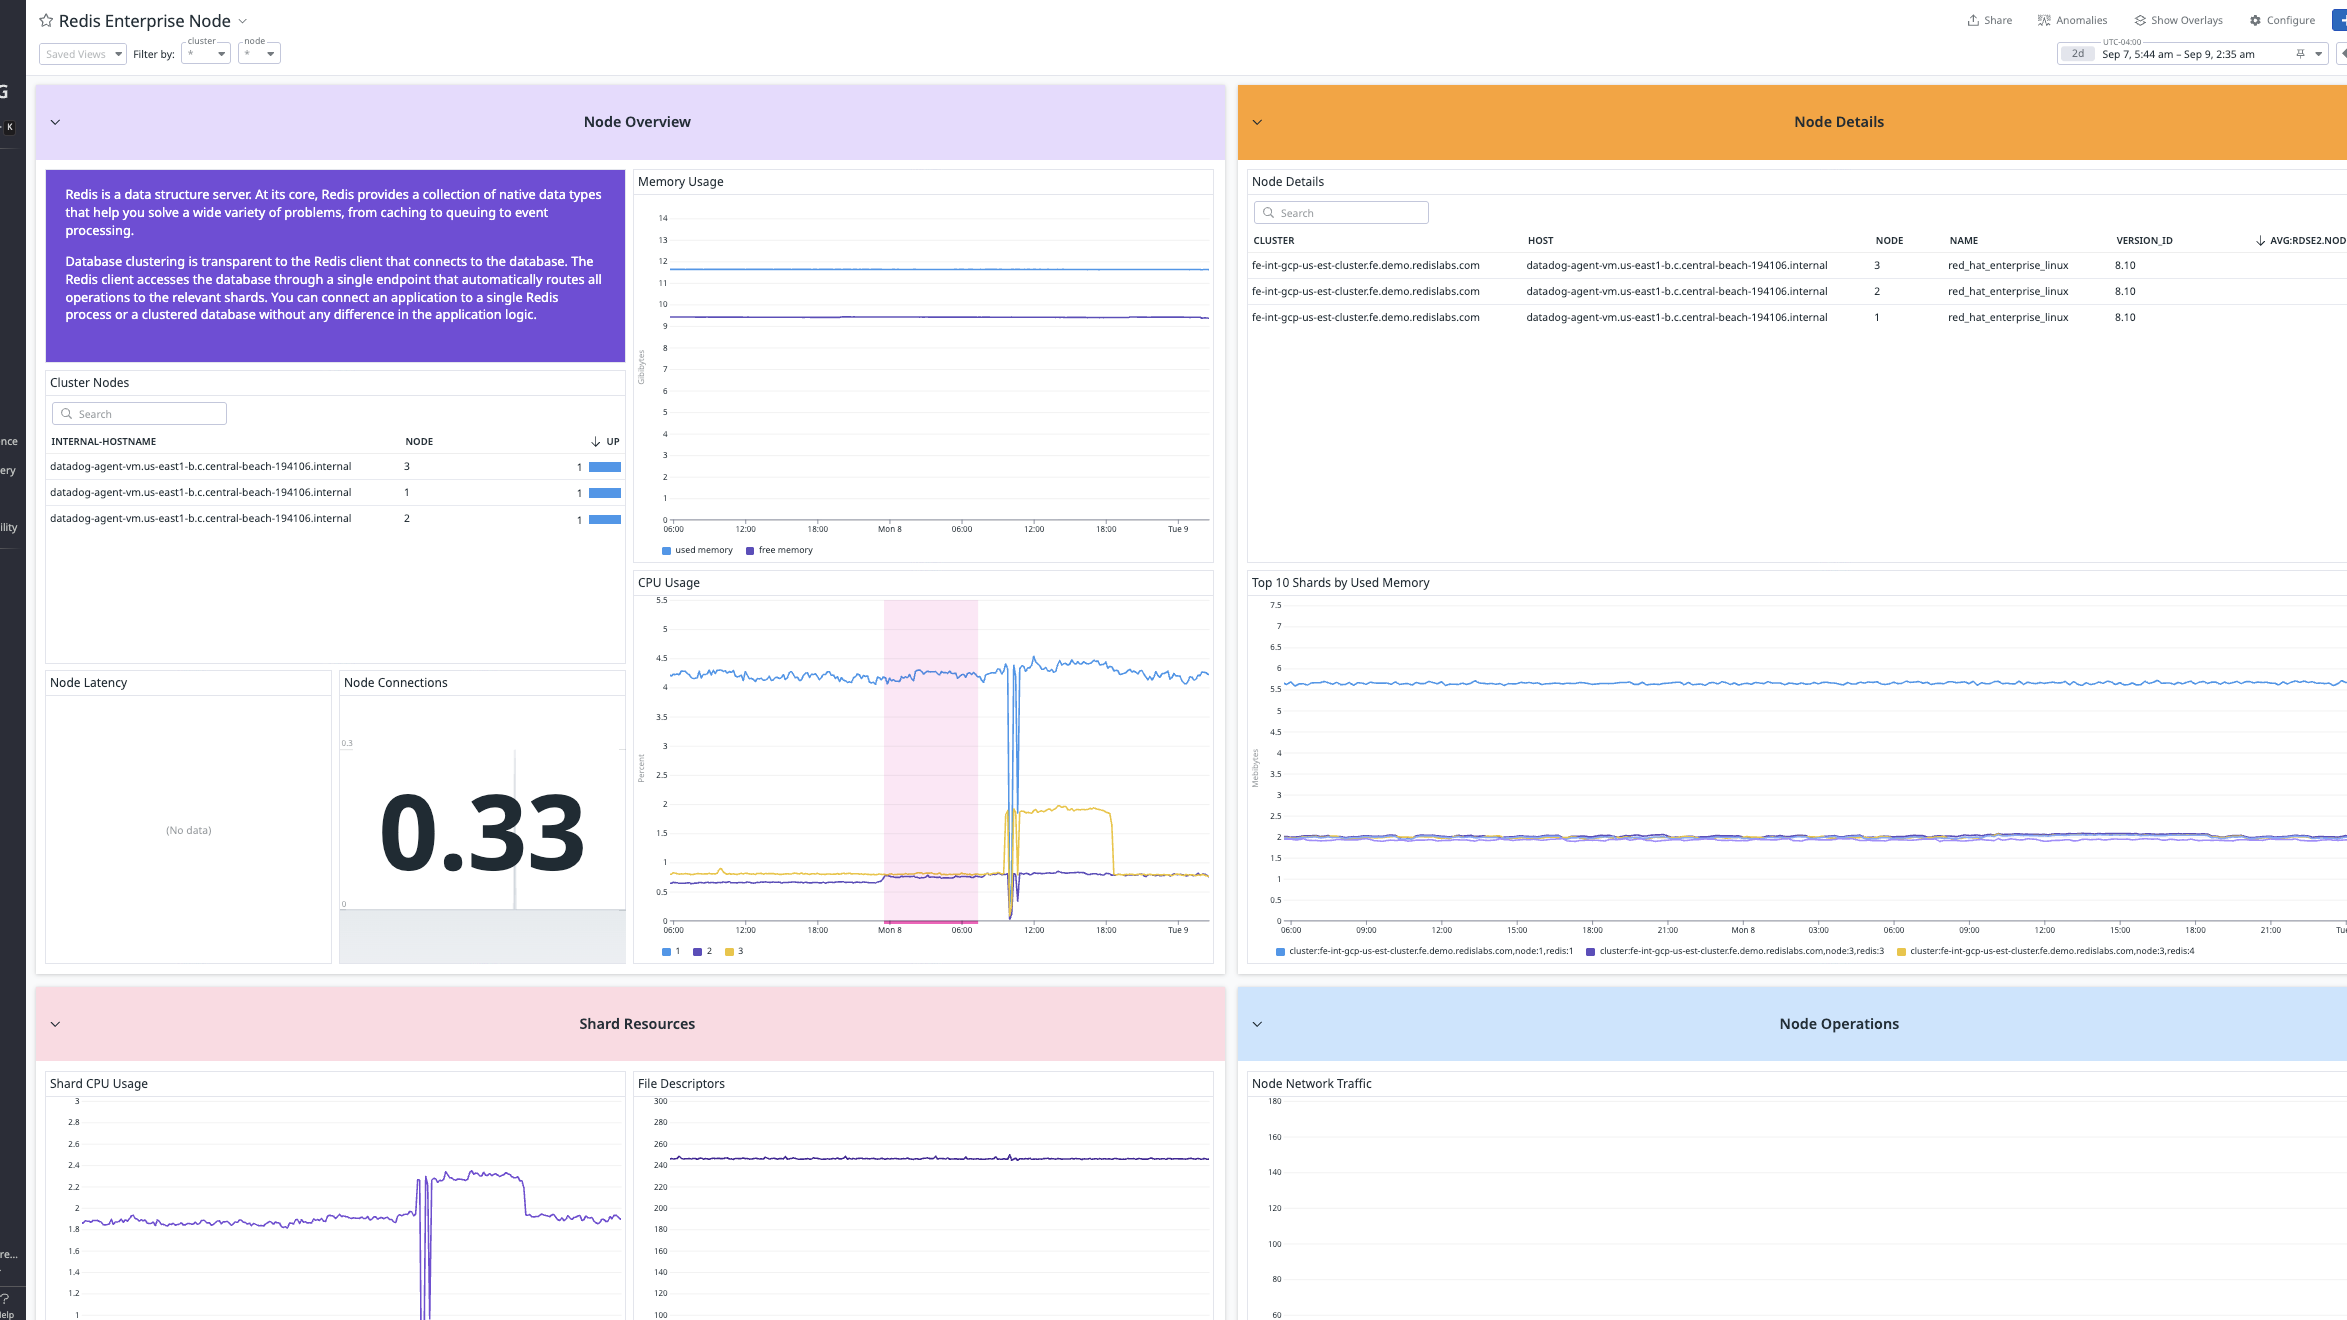 Redis Enterprise Node
Share
Anomalies
Show Overlays
Configure
Saved Views
Filter by:
cluster
*
node
*
UTC-04:00
2d
Sep 7, 5:44 am – Sep 9, 2:35 am
G
K
nce
ery
ility
re...
elp
Node Overview
Redis is a data structure server. At its core, Redis provides a collection of native data types
that help you solve a wide variety of problems, from caching to queuing to event
processing.
Database clustering is transparent to the Redis client that connects to the database. The
Redis client accesses the database through a single endpoint that automatically routes all
operations to the relevant shards. You can connect an application to a single Redis
process or a clustered database without any difference in the application logic.
Cluster Nodes
Search
INTERNAL-HOSTNAME NODE UP
datadog-agent-vm.us-east1-b.c.central-beach-194106.internal 3 1
datadog-agent-vm.us-east1-b.c.central-beach-194106.internal 1 1
datadog-agent-vm.us-east1-b.c.central-beach-194106.internal 2 1
Node Latency
(No data)
Node Connections
0.3
0.33
0
Memory Usage
14
13
12
11
10
9
8
7
6
5
4
3
2
1
0
Gibibytes
06:00 12:00 18:00 Mon 8 06:00 12:00 18:00 Tue 9
used memory free memory
CPU Usage
5.5
5
4.5
4
3.5
3
2.5
2
1.5
1
0.5
0
Percent
06:00 12:00 18:00 Mon 8 06:00 12:00 18:00 Tue 9
1 2 3
Node Details
Node Details
Search
CLUSTER HOST NODE NAME VERSION_ID AVG:RDSE2.NOD
fe-int-gcp-us-est-cluster.fe.demo.redislabs.com datadog-agent-vm.us-east1-b.c.central-beach-194106.internal 3 red_hat_enterprise_linux 8.10
fe-int-gcp-us-est-cluster.fe.demo.redislabs.com datadog-agent-vm.us-east1-b.c.central-beach-194106.internal 2 red_hat_enterprise_linux 8.10
fe-int-gcp-us-est-cluster.fe.demo.redislabs.com datadog-agent-vm.us-east1-b.c.central-beach-194106.internal 1 red_hat_enterprise_linux 8.10
Top 10 Shards by Used Memory
7.5
7
6.5
6
5.5
5
4.5
4
3.5
3
2.5
2
1.5
1
0.5
0
Mebibytes
06:00 09:00 12:00 15:00 18:00 21:00 Mon 8 03:00 06:00 09:00 12:00 15:00 18:00 21:00 Tu
cluster:fe-int-gcp-us-est-cluster.fe.demo.redislabs.com,node:1,redis:1 cluster:fe-int-gcp-us-est-cluster.fe.demo.redislabs.com,node:3,redis:3 cluster:fe-int-gcp-us-est-cluster.fe.demo.redislabs.com,node:3,redis:4
Shard Resources
Shard CPU Usage
3
2.8
2.6
2.4
2.2
2
1.8
1.6
1.4
1.2
1
File Descriptors
300
280
260
240
220
200
180
160
140
120
100
Node Operations
Node Network Traffic
180
160
140
120
100
80
60